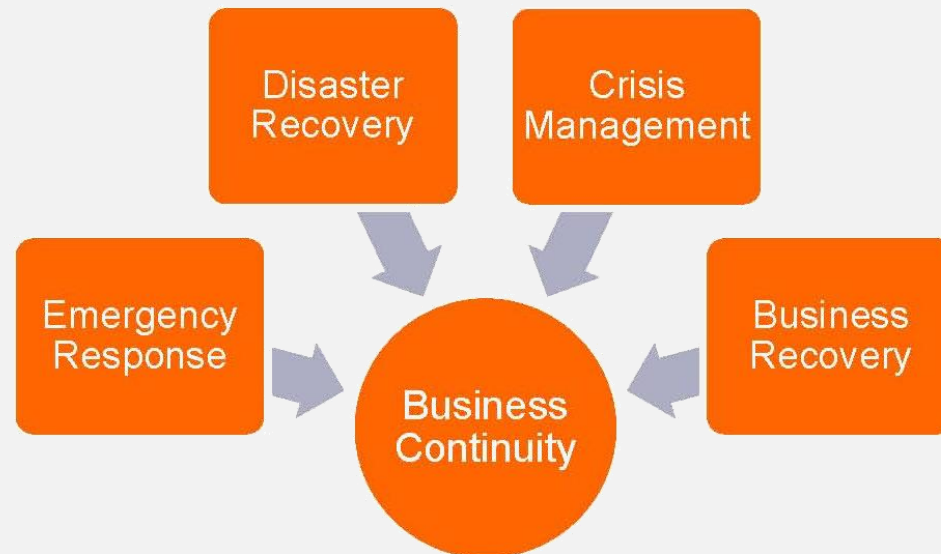 Disaster
Recovery
Crisis
Management
Emergency
Response
Business
Recovery
Business
Continuity